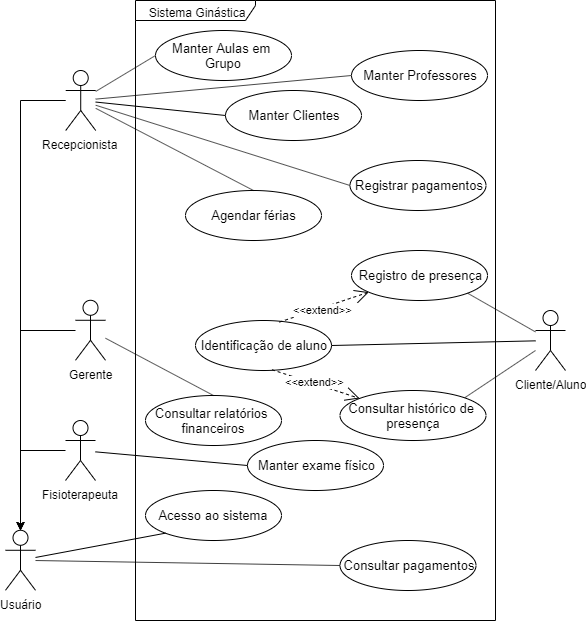 Sistema Ginástica
Manter Aulas em
Grupo
Manter Professores
Manter Clientes
Recepcionista
Registrar pagamentos
Agendar férias
Registro de presença
<<extend>>
Identificação de aluno
Gerente
Cliente/Aluno
<<extend>>
Consultar histórico de
presença
Consultar relatórios
financeiros
Manter exame físico
Fisioterapeuta
Acesso ao sistema
Consultar pagamentos
Usuário